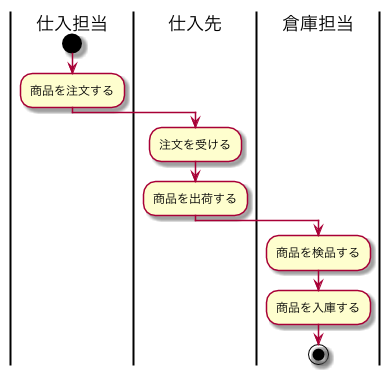 仕入担当
仕入先
倉庫担当
商品を注文する
注文を受ける
商品を出荷する
商品を検品する
商品を入庫する